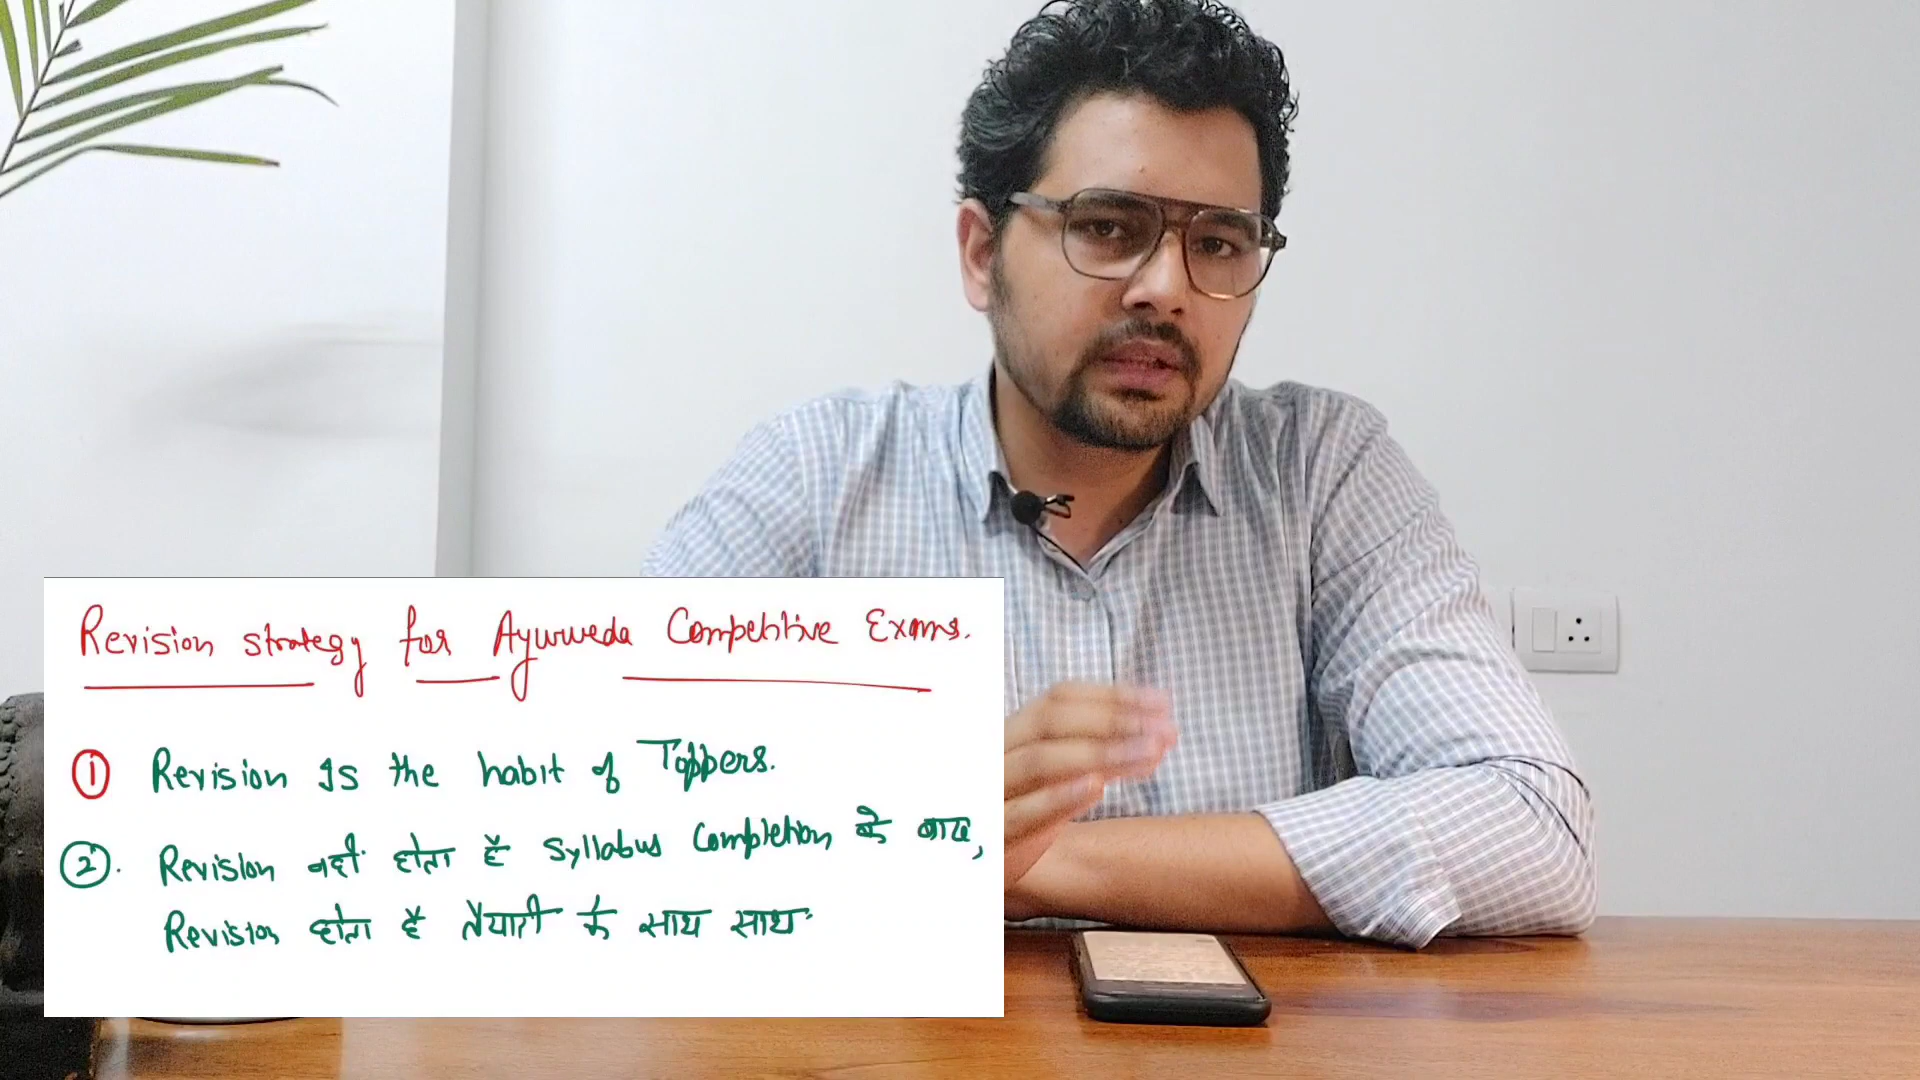 Revision strategy for Ayurveda Competitive Exams.
① Revision Is the habit of Toppers.
②. Revision नही होता है Syllabus Completion के बाद,
Revision होता है तैयारी के साथ साथ